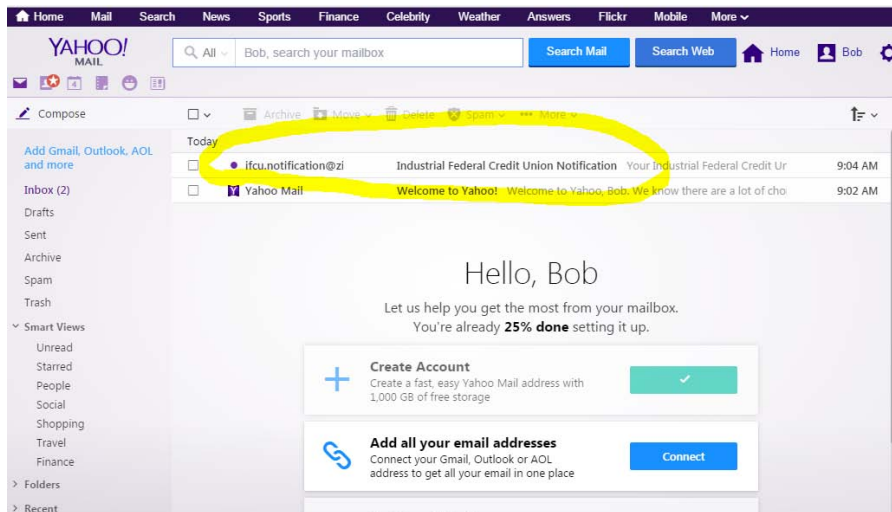 Home Mail Search News Sports Finance Celebrity Weather Answers Flickr Mobile More
YAHOO! MAIL
All Bob, search your mailbox Search Mail Search Web Home Bob
4
Compose Archive Move Delete Spam More
Add Gmail, Outlook, AOL and more
Inbox (2)
Drafts
Sent
Archive
Spam
Trash
Smart Views
Unread
Starred
People
Social
Shopping
Travel
Finance
Folders
Recent
Today
ifcu.notification@zi Industrial Federal Credit Union Notification Your Industrial Federal Credit Ur 9:04 AM
Yahoo Mail Welcome to Yahoo! Welcome to Yahoo, Bob. We know there are a lot of choi 9:02 AM
Hello, Bob
Let us help you get the most from your mailbox.
You're already 25% done setting it up.
Create Account
Create a fast, easy Yahoo Mail address with
1,000 GB of free storage
Add all your email addresses
Connect your Gmail, Outlook or AOL
address to get all your email in one place
Connect